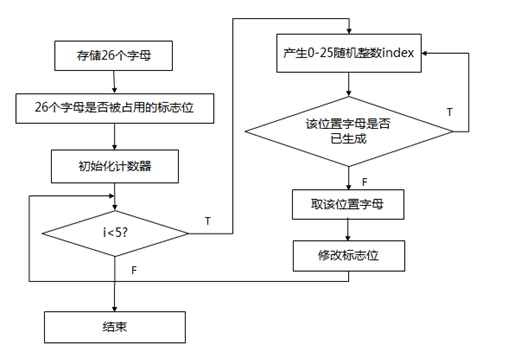 存储26个字母
26个字母是否被占用的标志位
初始化计数器
i<5?
T
F
结束
产生0-25随机整数index
该位置字母是否
已生成
T
F
取该位置字母
修改标志位